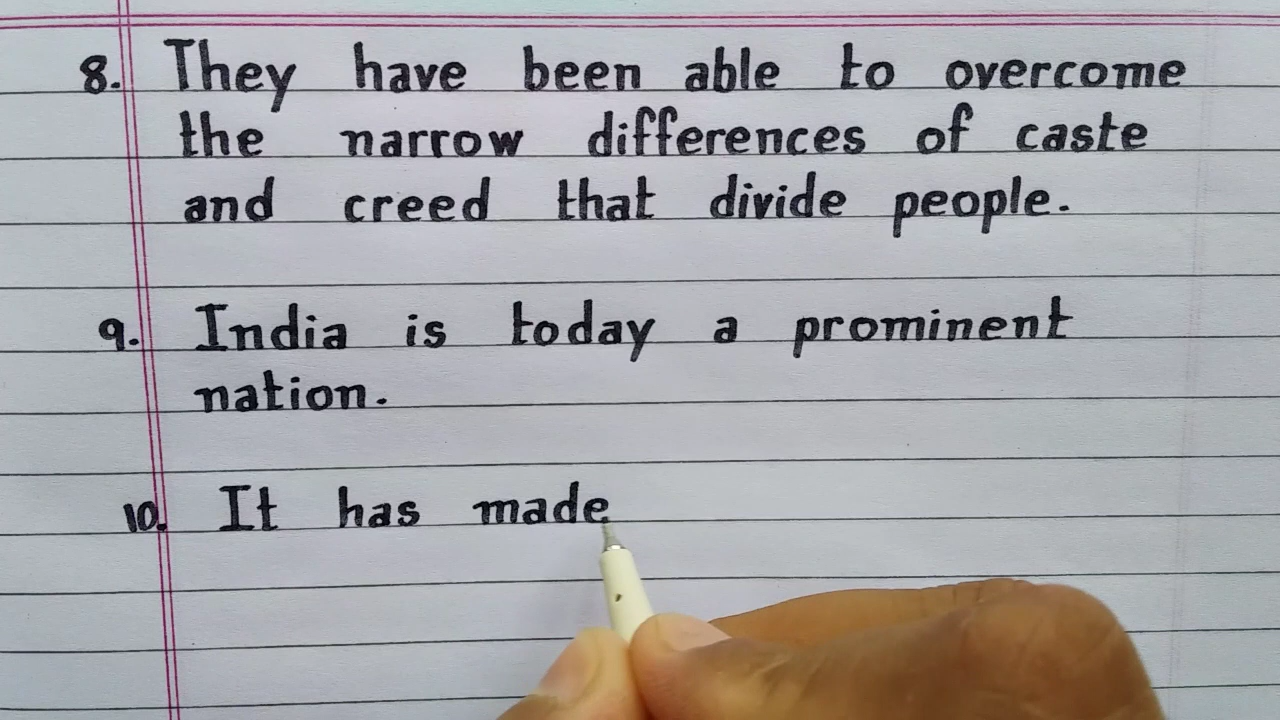 8. They have been able to overcome
the narrow differences of caste
and creed that divide people.
9. India is today a prominent
nation.
10. It has made